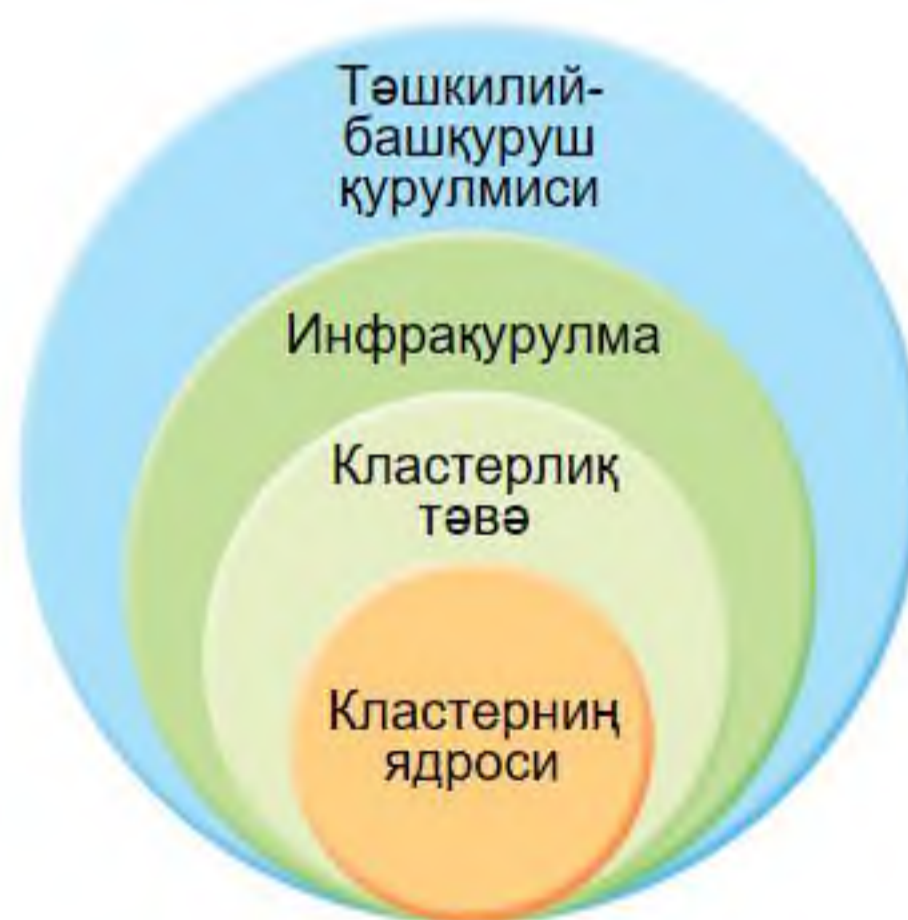 Тәшкилий-
башқуруш
қурулмиси
Инфрақурулма
Кластерлиқ
тәвә
Кластерниң
ядроси